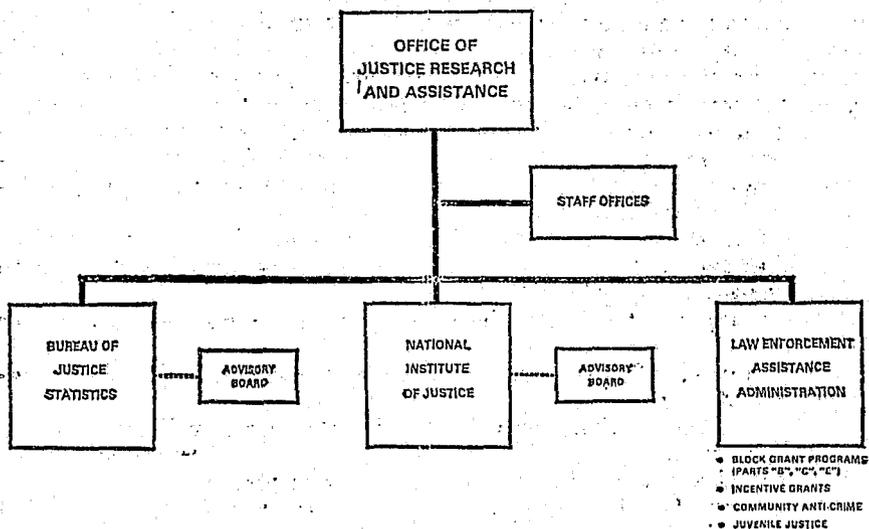 OFFICE OF
JUSTICE RESEARCH
AND ASSISTANCE
STAFF OFFICES
BUREAU OF
JUSTICE
STATISTICS
ADVISORY
BOARD
NATIONAL
INSTITUTE
OF JUSTICE
ADVISORY
BOARD
LAW ENFORCEMENT
ASSISTANCE
ADMINISTRATION
• BLOCK GRANT PROGRAMS
(PARTS "B", "C", "E")
• INCENTIVE GRANTS
• COMMUNITY ANTI-CRIME
• JUVENILE JUSTICE